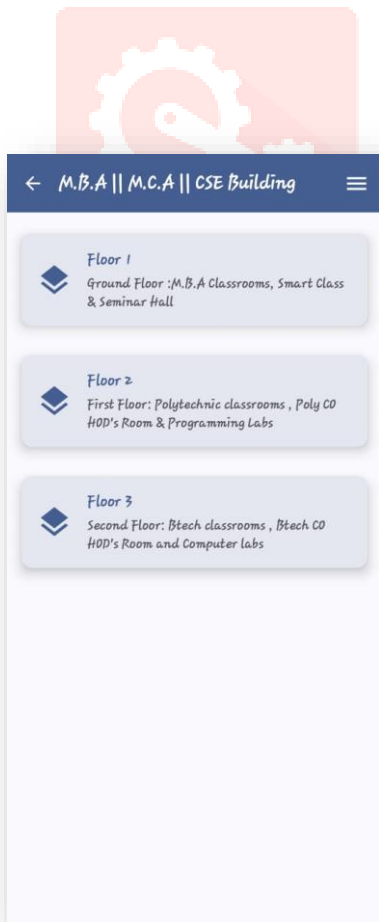 M.B.A || M.C.A || CSE Building
Floor 1
Ground Floor :M.B.A Classrooms, Smart Class
& Seminar Hall
Floor 2
First Floor: Polytechnic classrooms , Poly CO
HOD's Room & Programming Labs
Floor 3
Second Floor: Btech classrooms , Btech CO
HOD's Room and Computer labs